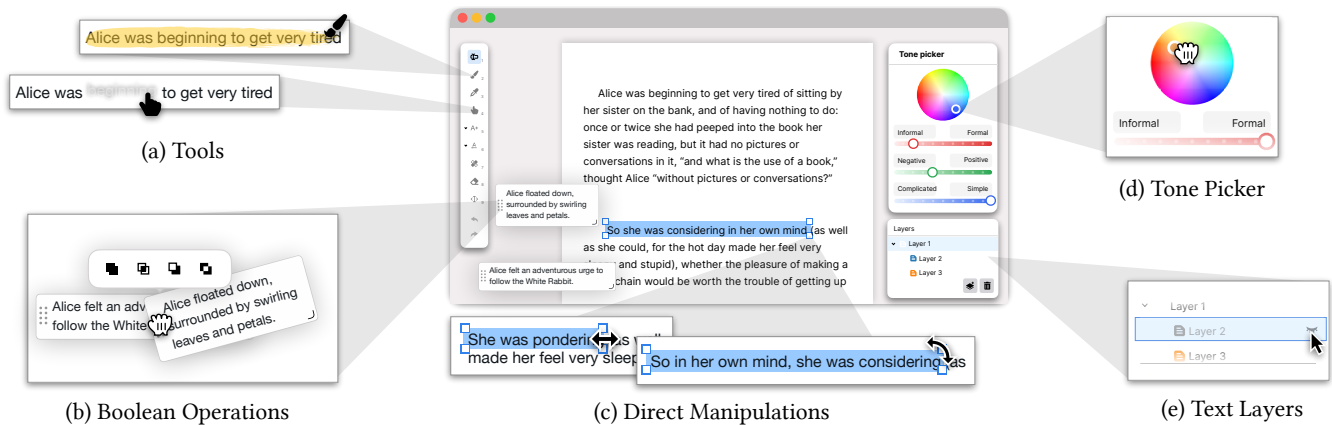 Alice was beginning to get very tired
Alice was beginning to get very tired
(a) Tools
Alice felt an adv
follow the White
Alice floated down,
surrounded by swirling
leaves and petals.
(b) Boolean Operations
Alice was beginning to get very tired of sitting by
her sister on the bank, and of having nothing to do:
once or twice she had peeped into the book her
sister was reading, but it had no pictures or
conversations in it, “and what is the use of a book,”
thought Alice “without pictures or conversations?”
Alice floated down,
surrounded by swirling
leaves and petals.
So she was considering in her own mind (as well
as she could, for the hot day made her feel very
and stupid), whether the pleasure of making a
chain would be worth the trouble of getting up
Alice felt an adventurous urge to
follow the White Rabbit.
Tone picker
Informal Formal
Negative Positive
Complicated Simple
Layers
Layer 1
Layer 2
Layer 3
She was pondering as well
made her feel very sleep
So in her own mind, she was considering (as
(c) Direct Manipulations
Informal Formal
(d) Tone Picker
Layer 1
Layer 2
Layer 3
(e) Text Layers